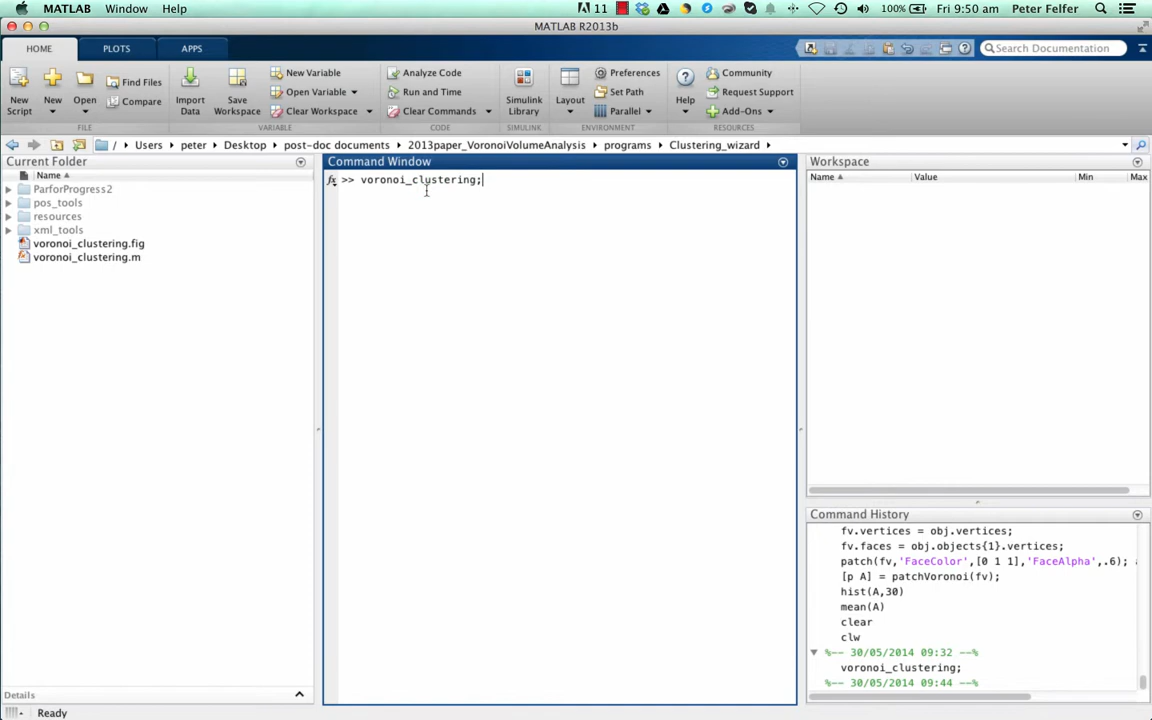 MATLAB Window Help 11 100% Fri 9:50 am Peter Felfer
MATLAB R2013b
HOME PLOTS APPS Search Documentation
New Script New Open Find Files Compare FILE
Import Data Save Workspace New Variable Open Variable Clear Workspace VARIABLE
Analyze Code Run and Time Clear Commands CODE
Simulink Library SIMULINK
Layout Preferences Set Path Parallel ENVIRONMENT
Help Community Request Support Add-Ons RESOURCES
/ Users peter Desktop post-doc documents 2013paper_VoronoiVolumeAnalysis programs Clustering_wizard
Current Folder
Name
ParforProgress2
pos_tools
resources
xml_tools
voronoi_clustering.fig
voronoi_clustering.m
Details
Command Window
fx >> voronoi_clustering;
Workspace
Name Value Min Max
Command History
fv.vertices = obj.vertices;
fv.faces = obj.objects{1}.vertices;
patch(fv,'FaceColor',[0 1 1],'FaceAlpha',.6);
[p A] = patchVoronoi(fv);
hist(A,30)
mean(A)
clear
clw
%-- 30/05/2014 09:32 --%
voronoi_clustering;
%-- 30/05/2014 09:44 --%
Ready